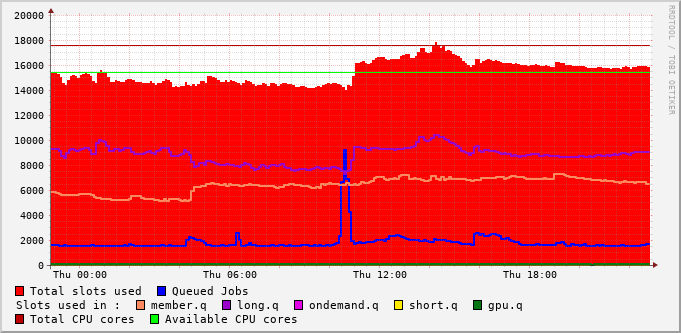 20000
18000
16000
14000
12000
10000
8000
6000
4000
2000
0
Thu 00:00 Thu 06:00 Thu 12:00 Thu 18:00
RRDTOOL / TOBI OETIKER
Total slots used Queued Jobs
Slots used in : member.q long.q ondemand.q short.q gpu.q
Total CPU cores Available CPU cores